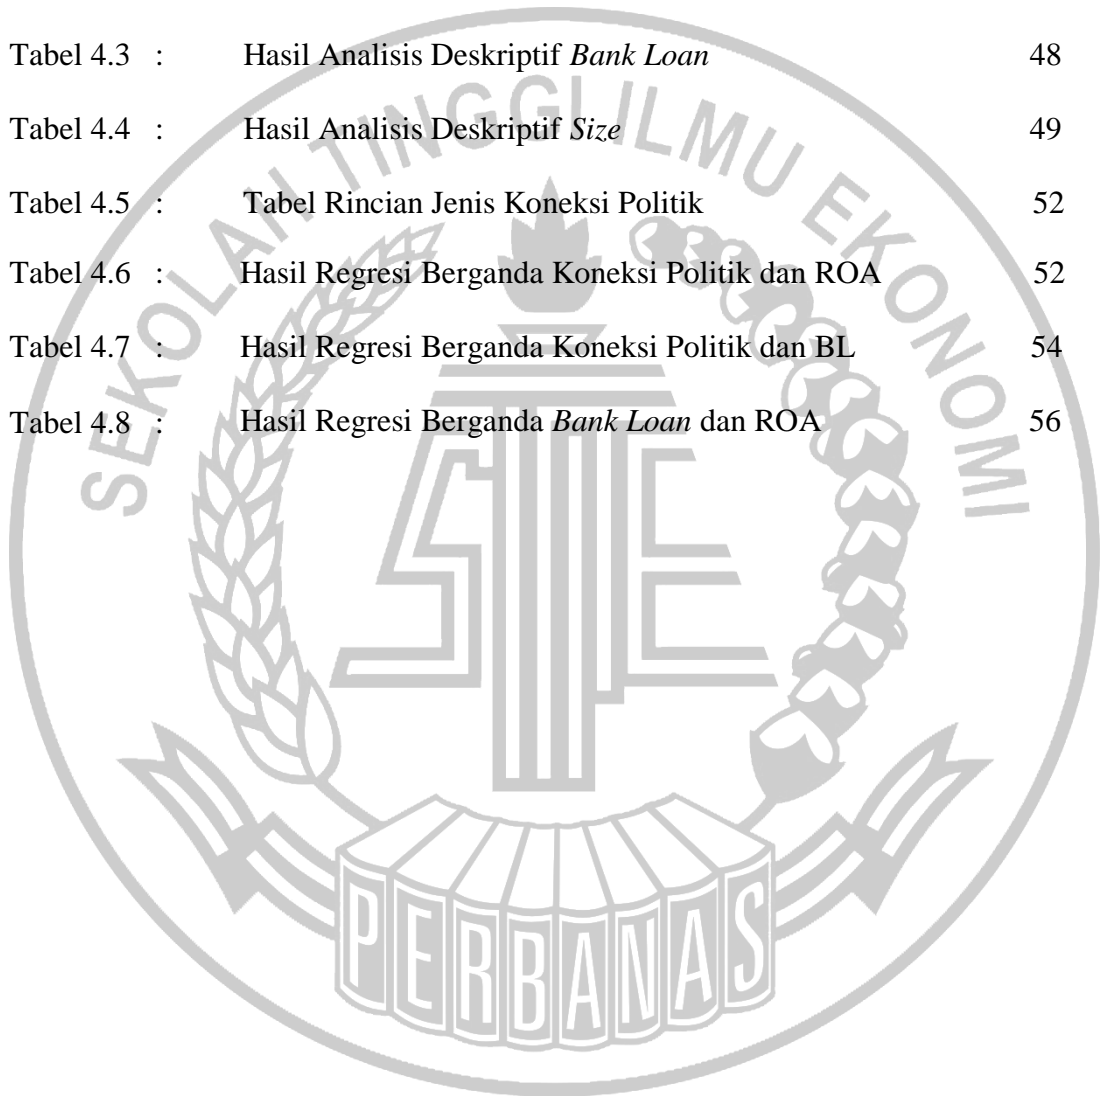 Tabel 4.3 : Hasil Analisis Deskriptif Bank Loan 48
Tabel 4.4 : Hasil Analisis Deskriptif Size 49
Tabel 4.5 : Tabel Rincian Jenis Koneksi Politik 52
Tabel 4.6 : Hasil Regresi Berganda Koneksi Politik dan ROA 52
Tabel 4.7 : Hasil Regresi Berganda Koneksi Politik dan BL 54
Tabel 4.8 : Hasil Regresi Berganda Bank Loan dan ROA 56
SEKOLAH TINGGI ILMU EKONOMI
PERBANAS